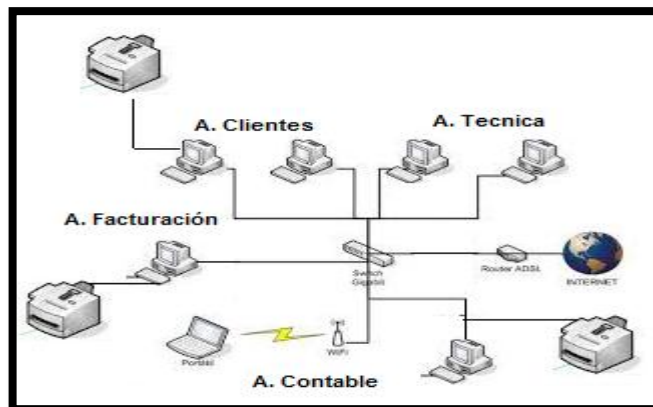 A. Clientes
A. Tecnica
A. Facturación
Switch
Gigabit
Router ADSL
INTERNET
Portátil
WiFi
A. Contable